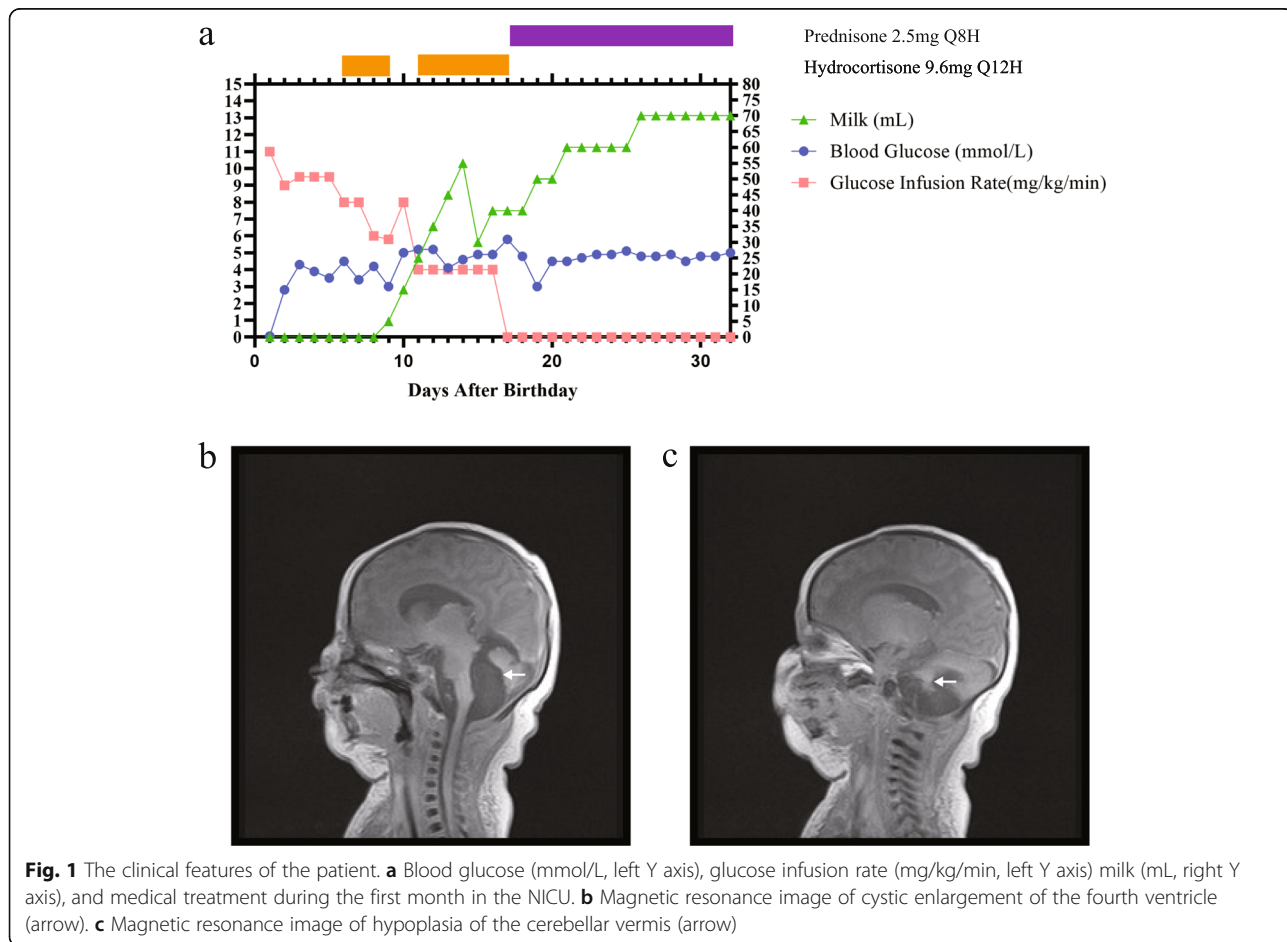 a
Prednisone 2.5mg Q8H
Hydrocortisone 9.6mg Q12H
15
14
13
12
11
10
9
8
7
6
5
4
3
2
1
0
80
75
70
65
60
55
50
45
40
35
30
25
20
15
10
5
0
Milk (mL)
Blood Glucose (mmol/L)
Glucose Infusion Rate(mg/kg/min)
0 10 20 30
Days After Birthday
b
c
Fig. 1 The clinical features of the patient. a Blood glucose (mmol/L, left Y axis), glucose infusion rate (mg/kg/min, left Y axis) milk (mL, right Y
axis), and medical treatment during the first month in the NICU. b Magnetic resonance image of cystic enlargement of the fourth ventricle
(arrow). c Magnetic resonance image of hypoplasia of the cerebellar vermis (arrow)